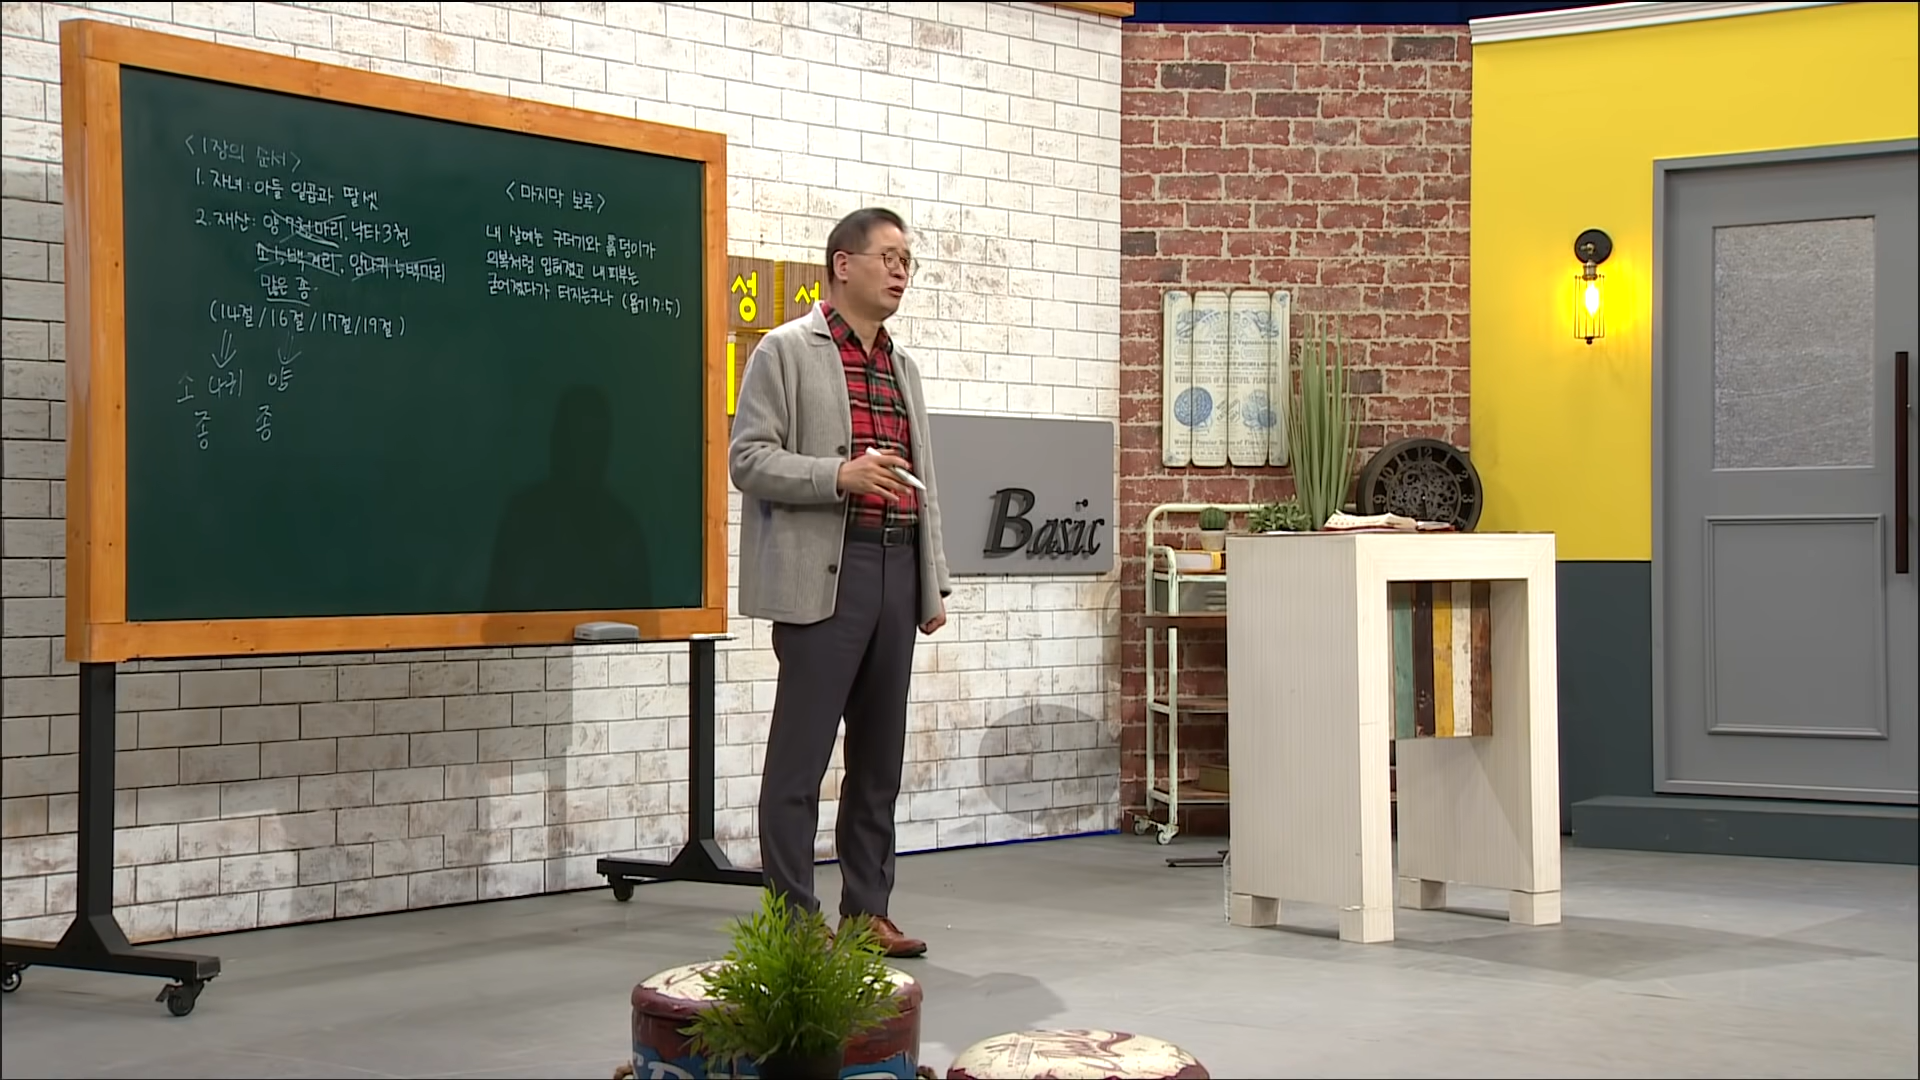 <1장의 순서>
1. 자녀: 아들 일곱과 딸 셋
2. 재산: 양 7천 마리, 낙타 3천
소 5백 겨리, 암나귀 5백마리
많은 종.
(14절/16절/17절/19절)
소 나귀 양
종 종
<마지막 보루>
내 살에는 구더기와 흙 덩이가
의복처럼 입혀졌고 내 피부는
굳어졌다가 터지는구나 (욥기 7:5)
성 서
Basic